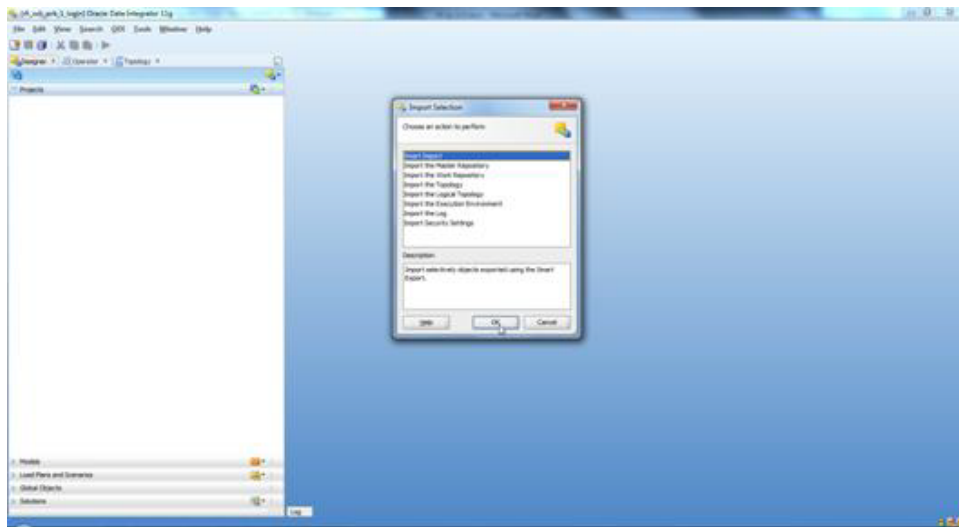 Oracle Data Integrator 11g
File Edit View Search ODI Tools Window Help
Designer Operator Topology
Projects
Import Selection
Choose an action to perform
Smart Import
Import the Master Repository
Import the Work Repository
Import the Topology
Import the Logical Topology
Import the Execution Environment
Import the Log
Import Security Settings
Description
Import selectively objects exported using the Smart
Export.
Help OK Cancel
Models
Load Plans and Scenarios
Global Objects
Solutions
Log